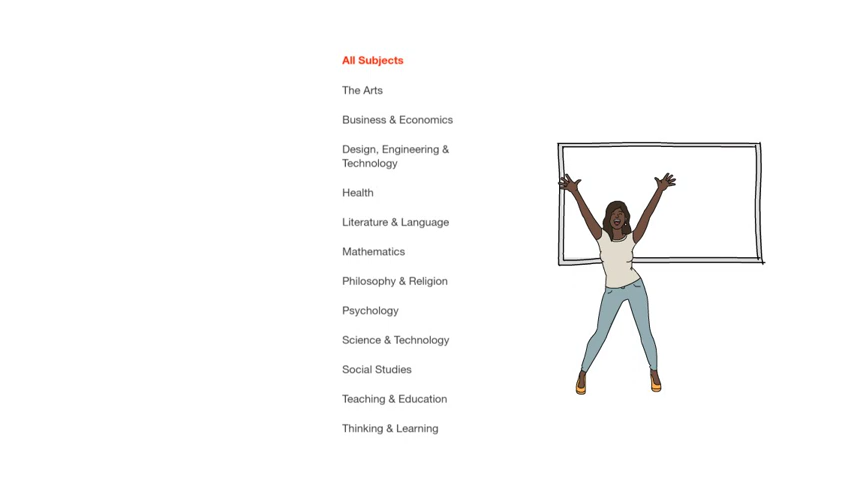 All Subjects
The Arts
Business & Economics
Design, Engineering &
Technology
Health
Literature & Language
Mathematics
Philosophy & Religion
Psychology
Science & Technology
Social Studies
Teaching & Education
Thinking & Learning